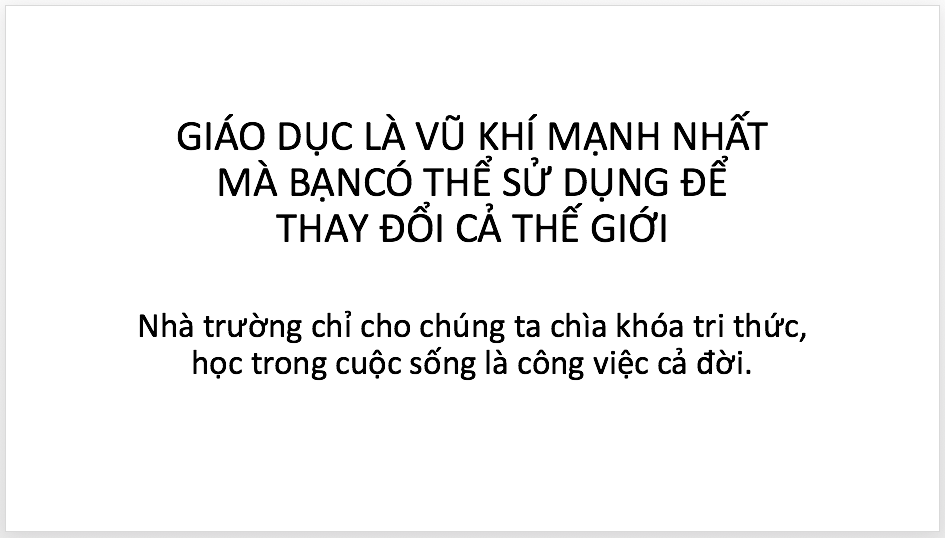 GIÁO DỤC LÀ VŨ KHÍ MẠNH NHẤT
MÀ BẠNCÓ THỂ SỬ DỤNG ĐỂ
THAY ĐỔI CẢ THẾ GIỚI
Nhà trường chỉ cho chúng ta chìa khóa tri thức,
học trong cuộc sống là công việc cả đời.